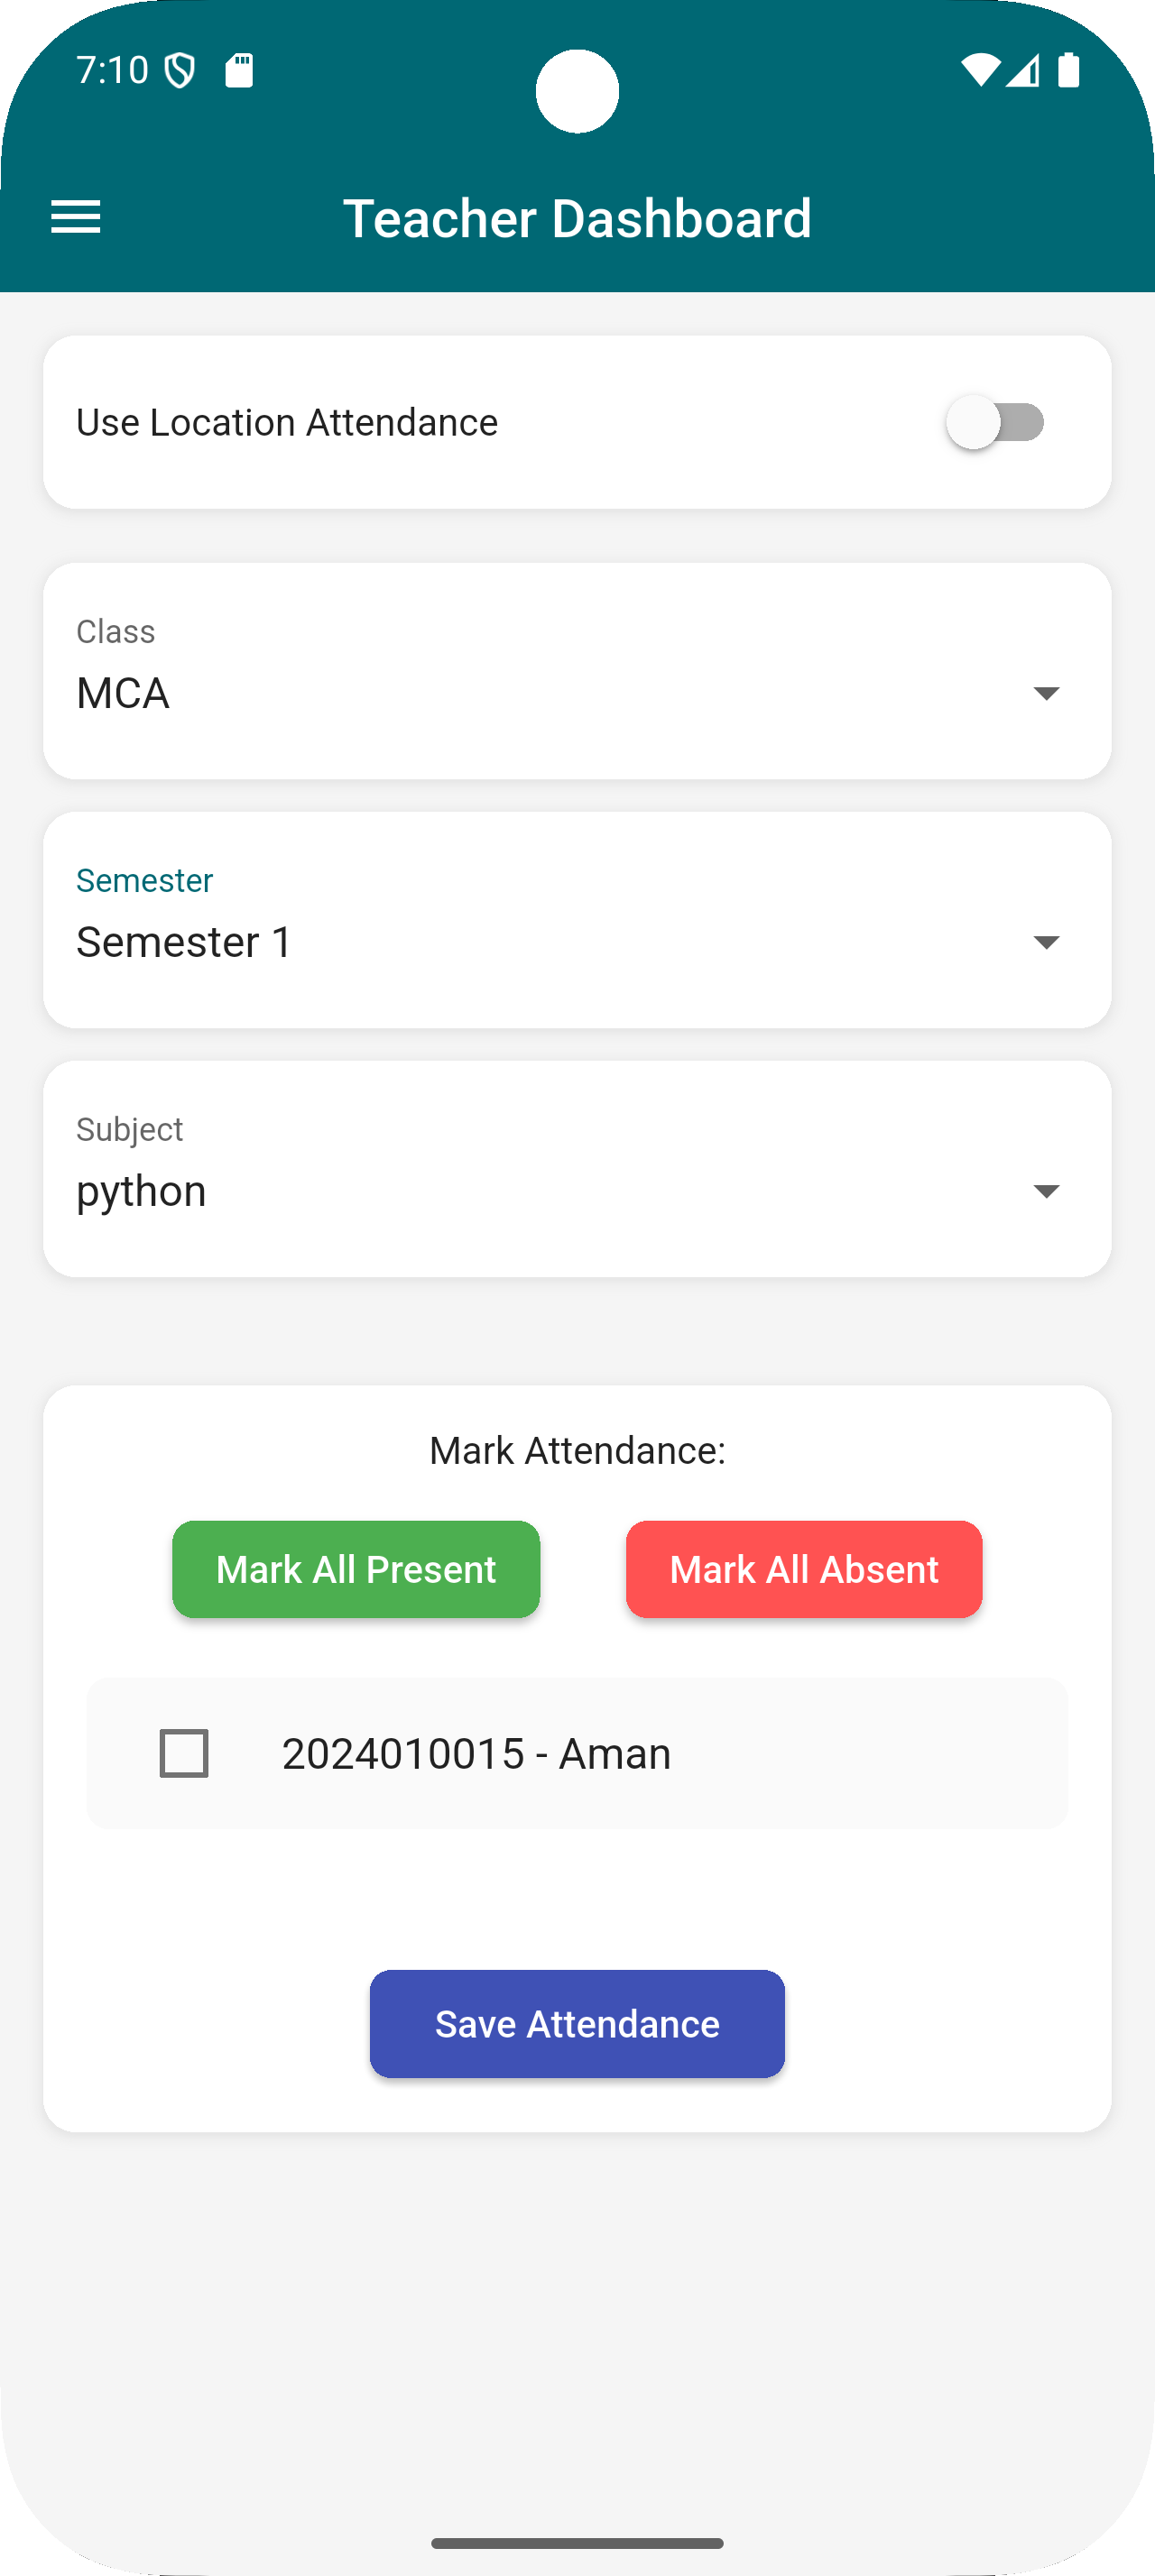 7:10
Teacher Dashboard
Use Location Attendance
Class
MCA
Semester
Semester 1
Subject
python
Mark Attendance:
Mark All Present
Mark All Absent
2024010015 - Aman
Save Attendance